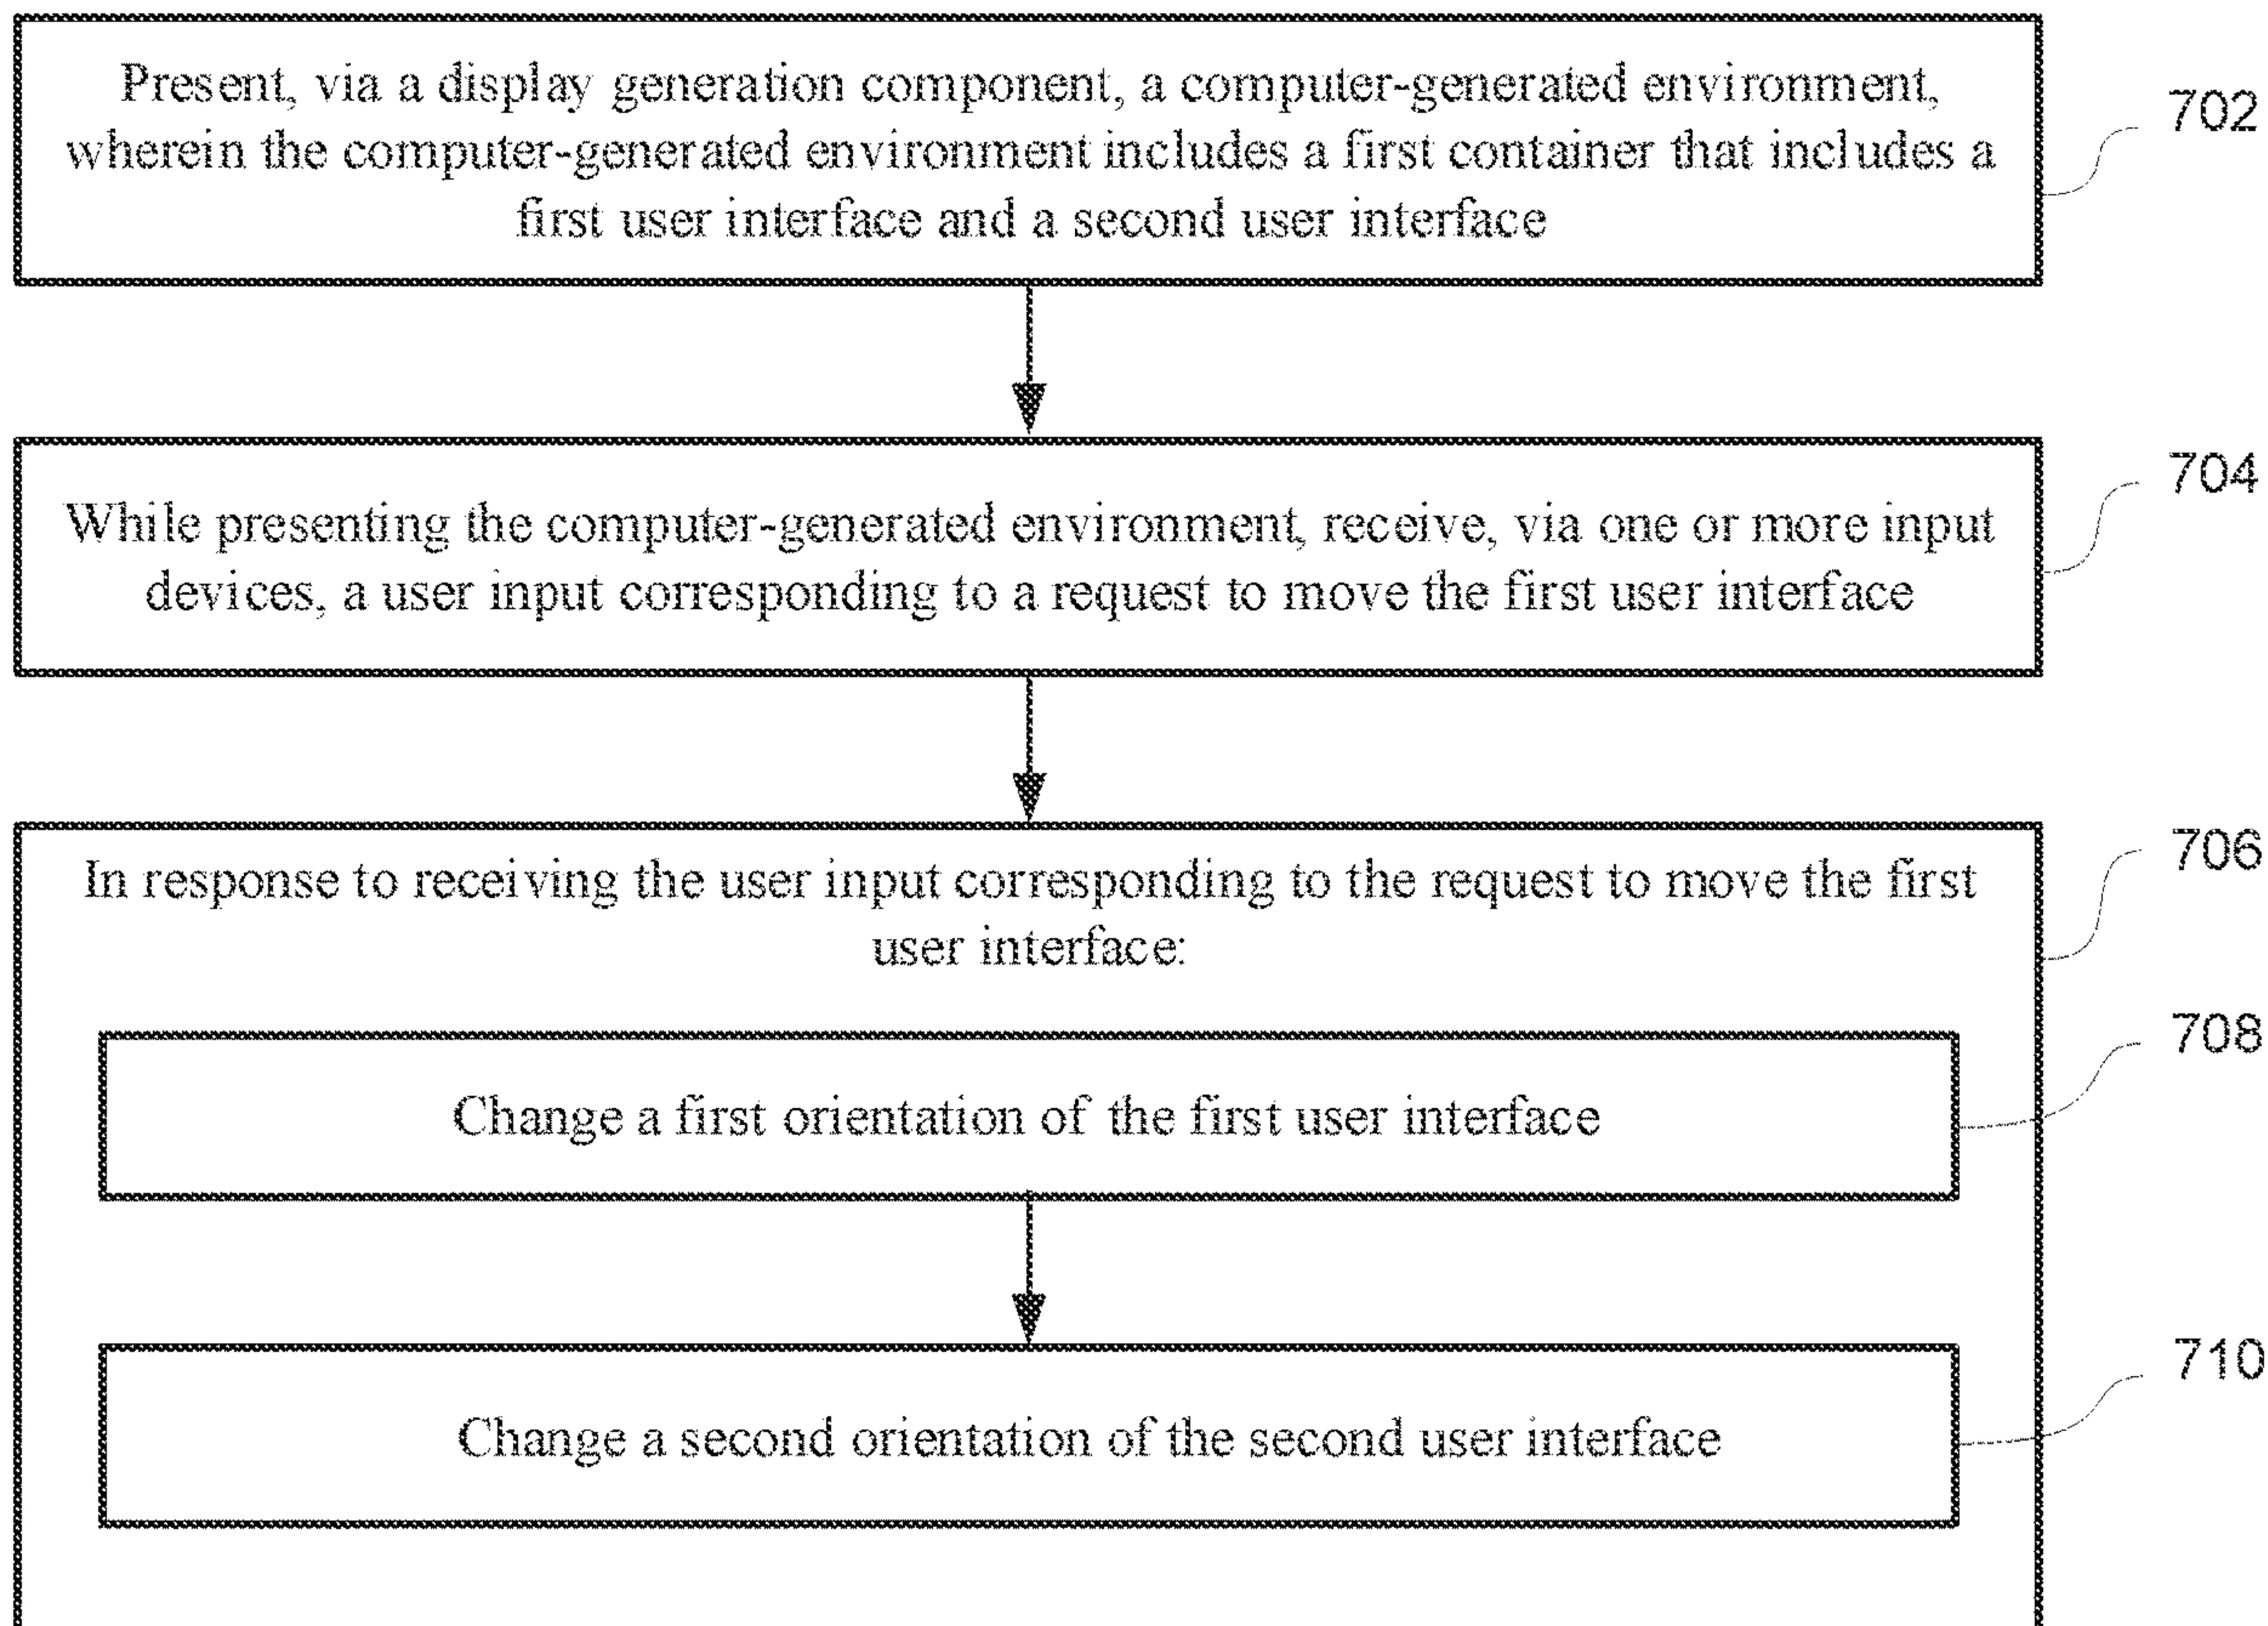 Present, via a display generation component, a computer-generated environment,
wherein the computer-generated environment includes a first container that includes a
first user interface and a second user interface
702
While presenting the computer-generated environment, receive, via one or more input
devices, a user input corresponding to a request to move the first user interface
704
In response to receiving the user input corresponding to the request to move the first
user interface:
706
Change a first orientation of the first user interface
708
Change a second orientation of the second user interface
710